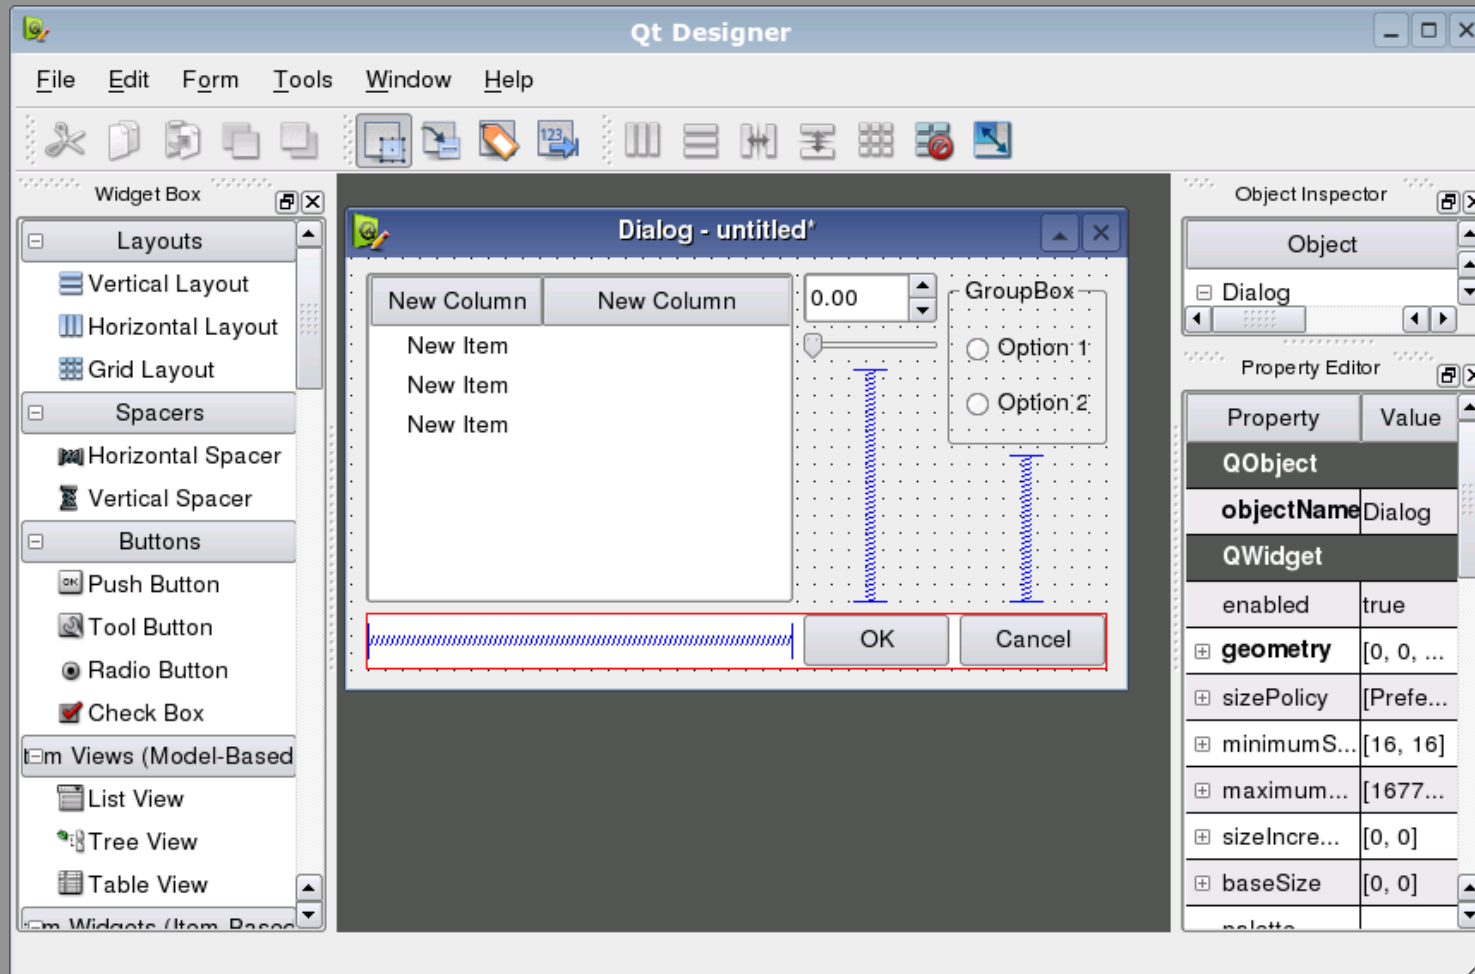 Qt Designer
File Edit Form Tools Window Help
123
Widget Box
Layouts
Vertical Layout
Horizontal Layout
Grid Layout
Spacers
Horizontal Spacer
Vertical Spacer
Buttons
OK Push Button
Tool Button
Radio Button
Check Box
m Views (Model-Based
List View
Tree View
Table View
Dialog - untitled*
New Column New Column
New Item
New Item
New Item
0.00
GroupBox
Option 1
Option 2
OK Cancel
Object Inspector
Object
Dialog
Property Editor
Property Value
QObject
objectName Dialog
QWidget
enabled true
geometry [0, 0, ...
sizePolicy [Prefe...
minimumS... [16, 16]
maximum... [1677...
sizeIncre... [0, 0]
baseSize [0, 0]